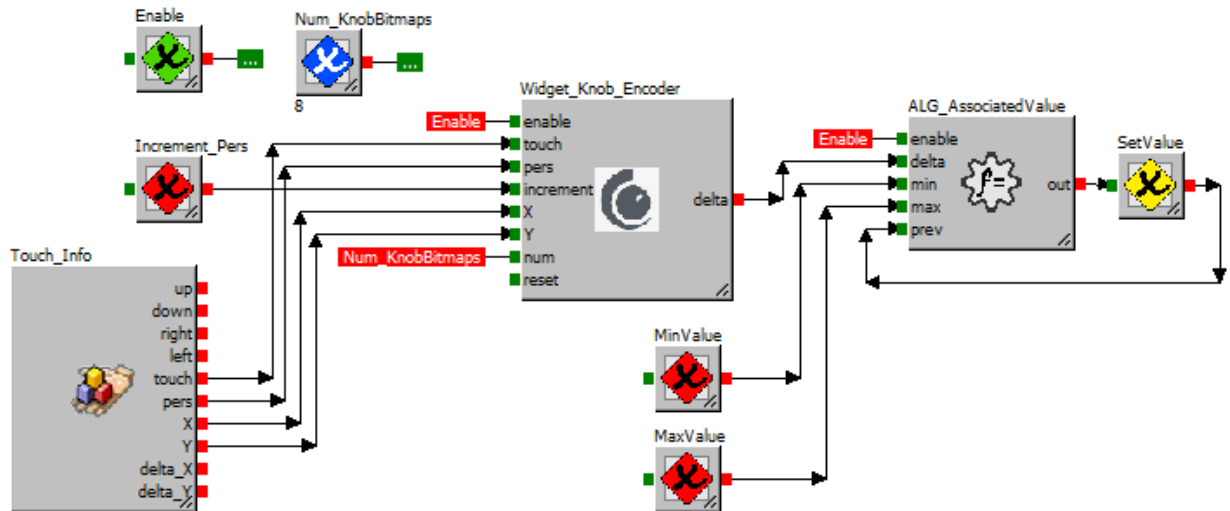 Enable
Num_KnobBitmaps
...
...
8
Widget_Knob_Encoder
Enable
enable
touch
pers
increment
X
Y
num
reset
delta
Num_KnobBitmaps
Increment_Pers
ALG_AssociatedValue
Enable
enable
delta
min
max
prev
out
f=
SetValue
Touch_Info
up
down
right
left
touch
pers
X
Y
delta_X
delta_Y
MinValue
MaxValue